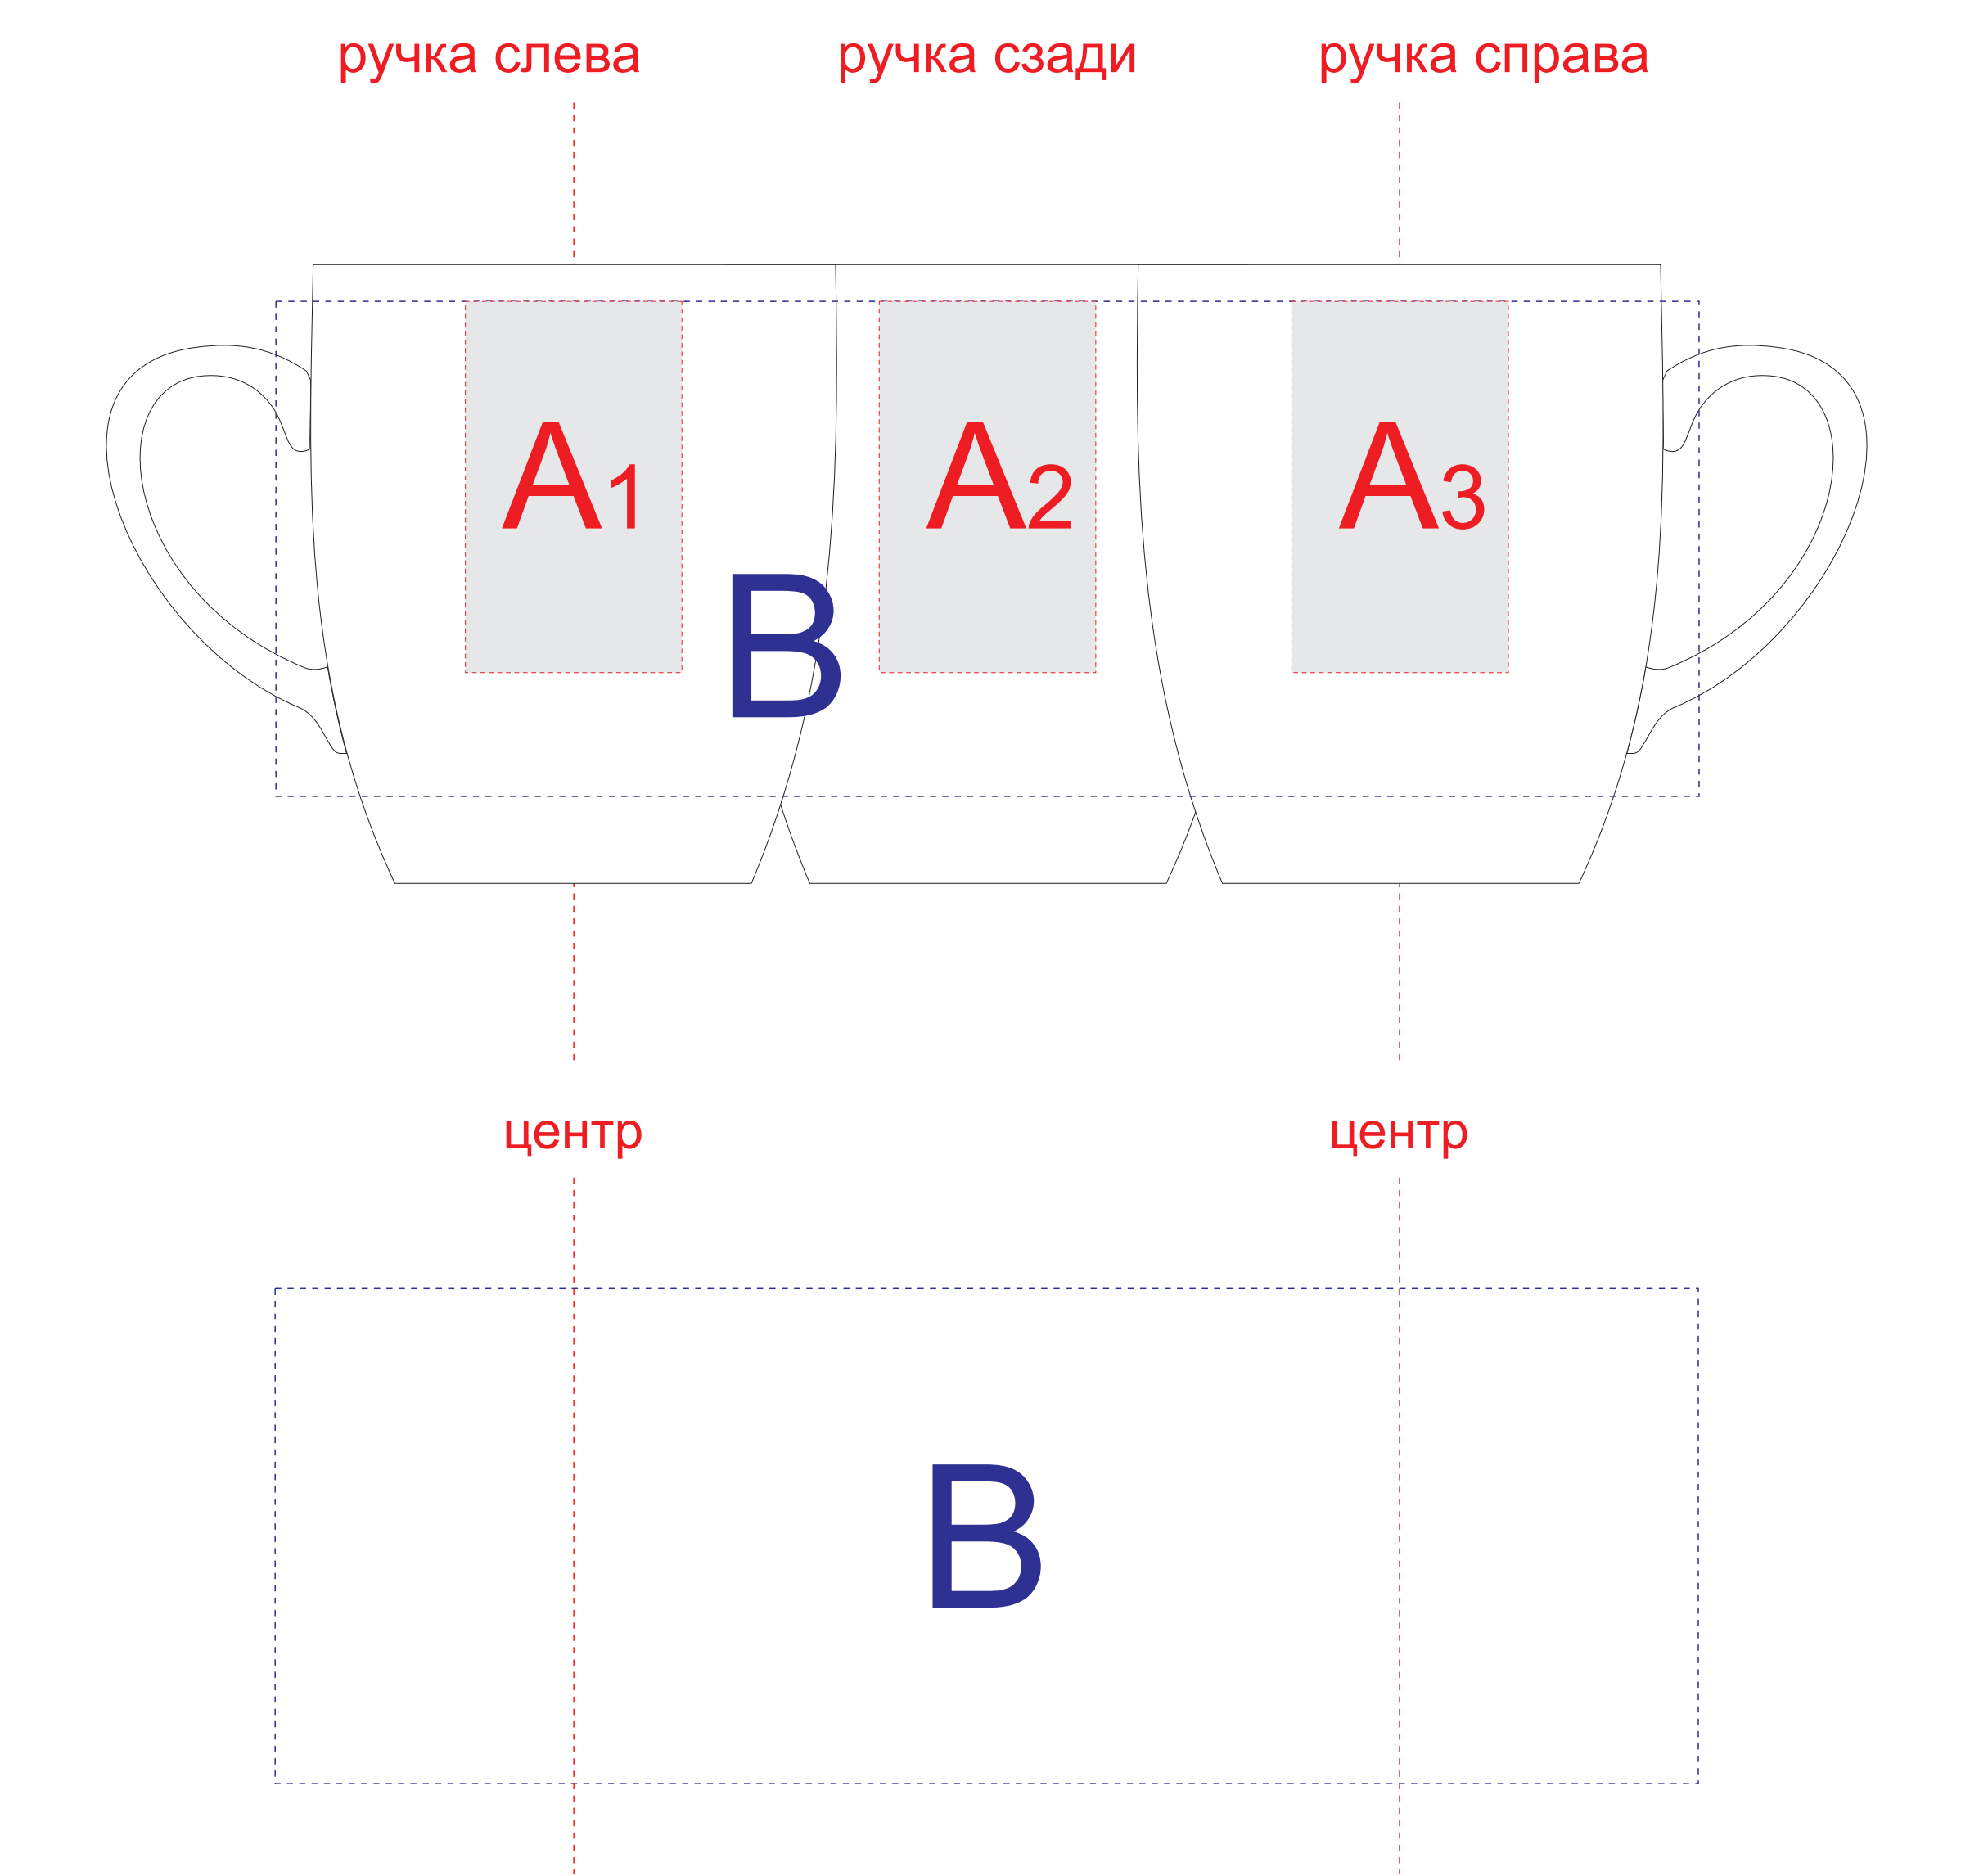 ручка слева ручка сзади ручка справа
A1 A2 A3
B
центр центр
B